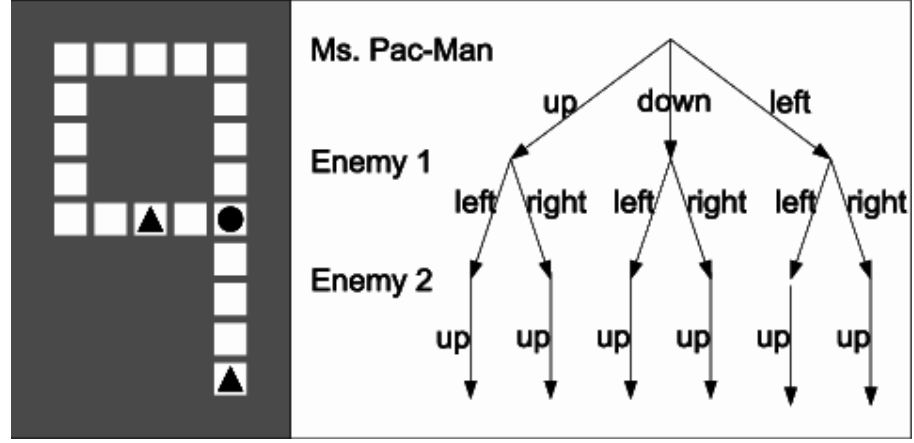 Ms. Pac-Man
up down left
Enemy 1
left right left right left right
Enemy 2
up up up up up up